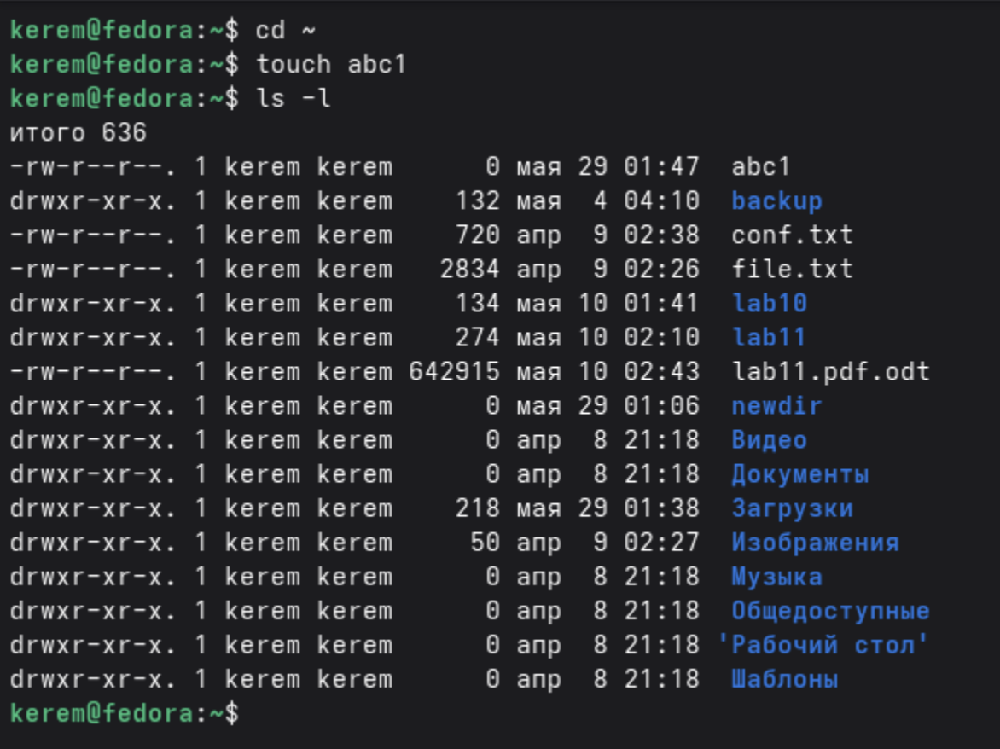 kerem@fedora:~$ cd ~
kerem@fedora:~$ touch abc1
kerem@fedora:~$ ls -l
итого 636
-rw-r--r--. 1 kerem kerem      0 мая 29 01:47  abc1
drwxr-xr-x. 1 kerem kerem    132 мая  4 04:10  backup
-rw-r--r--. 1 kerem kerem    720 апр  9 02:38  conf.txt
-rw-r--r--. 1 kerem kerem   2834 апр  9 02:26  file.txt
drwxr-xr-x. 1 kerem kerem    134 мая 10 01:41  lab10
drwxr-xr-x. 1 kerem kerem    274 мая 10 02:10  lab11
-rw-r--r--. 1 kerem kerem 642915 мая 10 02:43  lab11.pdf.odt
drwxr-xr-x. 1 kerem kerem      0 мая 29 01:06  newdir
drwxr-xr-x. 1 kerem kerem      0 апр  8 21:18  Видео
drwxr-xr-x. 1 kerem kerem      0 апр  8 21:18  Документы
drwxr-xr-x. 1 kerem kerem    218 мая 29 01:38  Загрузки
drwxr-xr-x. 1 kerem kerem     50 апр  9 02:27  Изображения
drwxr-xr-x. 1 kerem kerem      0 апр  8 21:18  Музыка
drwxr-xr-x. 1 kerem kerem      0 апр  8 21:18  Общедоступные
drwxr-xr-x. 1 kerem kerem      0 апр  8 21:18 'Рабочий стол'
drwxr-xr-x. 1 kerem kerem      0 апр  8 21:18  Шаблоны
kerem@fedora:~$